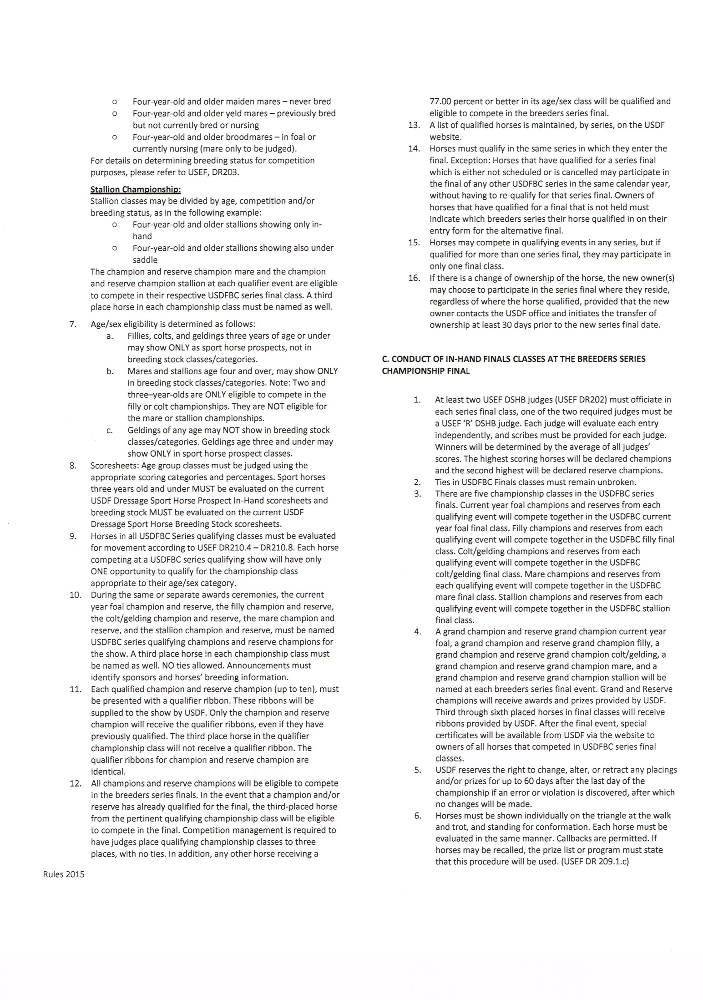 o Four-year-old and older maiden mares – never bred
o Four-year-old and older yeld mares – previously bred
but not currently bred or nursing
o Four-year-old and older broodmares – in foal or
currently nursing (mare only to be judged).
For details on determining breeding status for competition
purposes, please refer to USEF, DR203.
Stallion Championship:
Stallion classes may be divided by age, competition and/or
breeding status, as in the following example:
o Four-year-old and older stallions showing only in-
hand
o Four-year-old and older stallions showing also under
saddle
The champion and reserve champion mare and the champion
and reserve champion stallion at each qualifier event are eligible
to compete in their respective USDFBC series final class. A third
place horse in each championship class must be named as well.
7. Age/sex eligibility is determined as follows:
a. Fillies, colts, and geldings three years of age or under
may show ONLY as sport horse prospects, not in
breeding stock classes/categories.
b. Mares and stallions age four and over, may show ONLY
in breeding stock classes/categories. Note: Two and
three–year-olds are ONLY eligible to compete in the
filly or colt championships. They are NOT eligible for
the mare or stallion championships.
c. Geldings of any age may NOT show in breeding stock
classes/categories. Geldings age three and under may
show ONLY in sport horse prospect classes.
8. Scoresheets: Age group classes must be judged using the
appropriate scoring categories and percentages. Sport horses
three years old and under MUST be evaluated on the current
USDF Dressage Sport Horse Prospect In-Hand scoresheets and
breeding stock MUST be evaluated on the current USDF
Dressage Sport Horse Breeding Stock scoresheets.
9. Horses in all USDFBC Series qualifying classes must be evaluated
for movement according to USEF DR210.4 – DR210.8. Each horse
competing at a USDFBC series qualifying show will have only
ONE opportunity to qualify for the championship class
appropriate to their age/sex category.
10. During the same or separate awards ceremonies, the current
year foal champion and reserve, the filly champion and reserve,
the colt/gelding champion and reserve, the mare champion and
reserve, and the stallion champion and reserve, must be named
USDFBC series qualifying champions and reserve champions for
the show. A third place horse in each championship class must
be named as well. NO ties allowed. Announcements must
identify sponsors and horses’ breeding information.
11. Each qualified champion and reserve champion (up to ten), must
be presented with a qualifier ribbon. These ribbons will be
supplied to the show by USDF. Only the champion and reserve
champion will receive the qualifier ribbons, even if they have
previously qualified. The third place horse in the qualifier
championship class will not receive a qualifier ribbon. The
qualifier ribbons for champion and reserve champion are
identical.
12. All champions and reserve champions will be eligible to compete
in the breeders series finals. In the event that a champion and/or
reserve has already qualified for the final, the third-placed horse
from the pertinent qualifying championship class will be eligible
to compete in the final. Competition management is required to
have judges place qualifying championship classes to three
places, with no ties. In addition, any other horse receiving a
Rules 2015
77.00 percent or better in its age/sex class will be qualified and
eligible to compete in the breeders series final.
13. A list of qualified horses is maintained, by series, on the USDF
website.
14. Horses must qualify in the same series in which they enter the
final. Exception: Horses that have qualified for a series final
which is either not scheduled or is cancelled may participate in
the final of any other USDFBC series in the same calendar year,
without having to re-qualify for that series final. Owners of
horses that have qualified for a final that is not held must
indicate which breeders series their horse qualified in on their
entry form for the alternative final.
15. Horses may compete in qualifying events in any series, but if
qualified for more than one series final, they may participate in
only one final class.
16. If there is a change of ownership of the horse, the new owner(s)
may choose to participate in the series final where they reside,
regardless of where the horse qualified, provided that the new
owner contacts the USDF office and initiates the transfer of
ownership at least 30 days prior to the new series final date.
C. CONDUCT OF IN-HAND FINALS CLASSES AT THE BREEDERS SERIES
CHAMPIONSHIP FINAL
1. At least two USEF DSHB judges (USEF DR202) must officiate in
each series final class, one of the two required judges must be
a USEF ‘R’ DSHB judge. Each judge will evaluate each entry
independently, and scribes must be provided for each judge.
Winners will be determined by the average of all judges’
scores. The highest scoring horses will be declared champions
and the second highest will be declared reserve champions.
2. Ties in USDFBC Finals classes must remain unbroken.
3. There are five championship classes in the USDFBC series
finals. Current year foal champions and reserves from each
qualifying event will compete together in the USDFBC current
year foal final class. Filly champions and reserves from each
qualifying event will compete together in the USDFBC filly final
class. Colt/gelding champions and reserves from each
qualifying event will compete together in the USDFBC
colt/gelding final class. Mare champions and reserves from
each qualifying event will compete together in the USDFBC
mare final class. Stallion champions and reserves from each
qualifying event will compete together in the USDFBC stallion
final class.
4. A grand champion and reserve grand champion current year
foal, a grand champion and reserve grand champion filly, a
grand champion and reserve grand champion colt/gelding, a
grand champion and reserve grand champion mare, and a
grand champion and reserve grand champion stallion will be
named at each breeders series final event. Grand and Reserve
champions will receive awards and prizes provided by USDF.
Third through sixth placed horses in final classes will receive
ribbons provided by USDF. After the final event, special
certificates will be available from USDF via the website to
owners of all horses that competed in USDFBC series final
classes.
5. USDF reserves the right to change, alter, or retract any placings
and/or prizes for up to 60 days after the last day of the
championship if an error or violation is discovered, after which
no changes will be made.
6. Horses must be shown individually on the triangle at the walk
and trot, and standing for conformation. Each horse must be
evaluated in the same manner. Callbacks are permitted. If
horses may be recalled, the prize list or program must state
that this procedure will be used. (USEF DR 209.1.c)